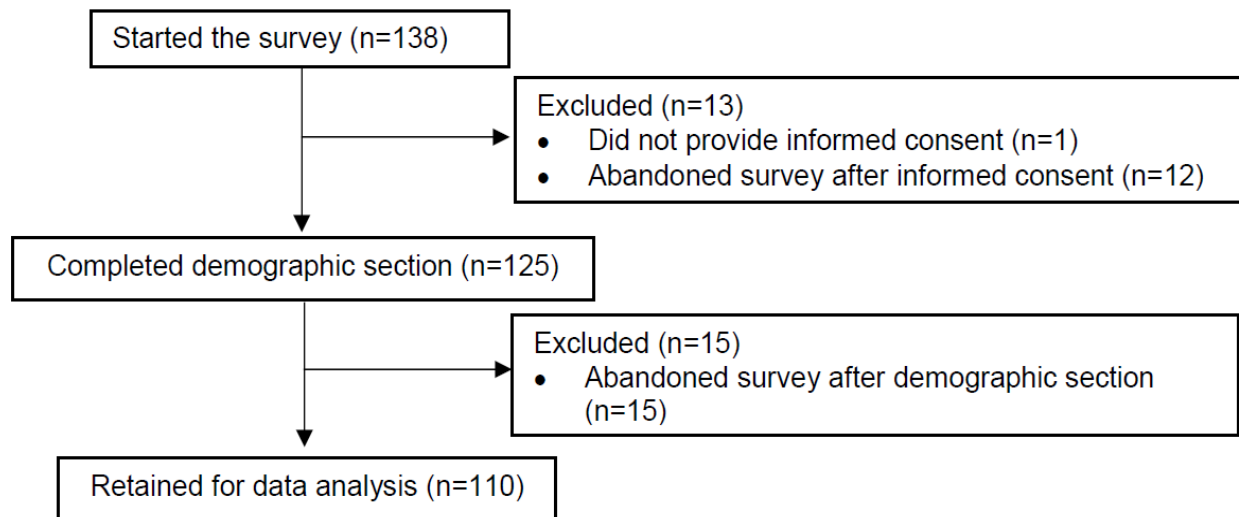 Started the survey (n=138)
Excluded (n=13)
• Did not provide informed consent (n=1)
• Abandoned survey after informed consent (n=12)
Completed demographic section (n=125)
Excluded (n=15)
• Abandoned survey after demographic section
(n=15)
Retained for data analysis (n=110)